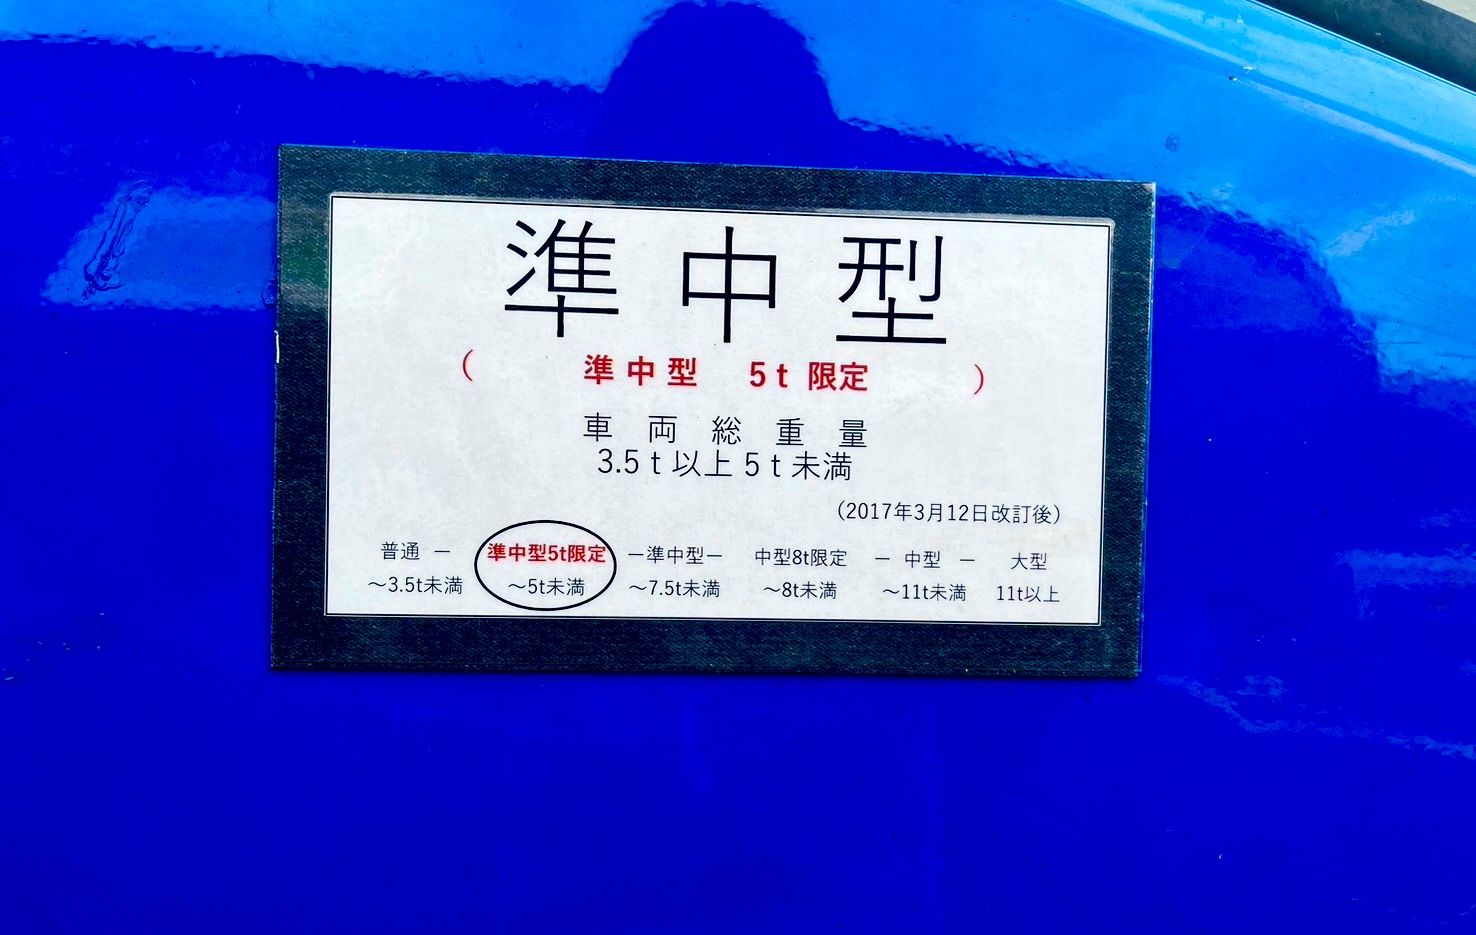 準中型
（　準中型　5t 限定　）
車両総重量
3.5t以上5t未満
（2017年3月12日改訂後）
普通 ー 準中型5t限定 ー準中型ー 中型8t限定 ー 中型 ー 大型
～3.5t未満 ～5t未満 ～7.5t未満 ～8t未満 ～11t未満 11t以上